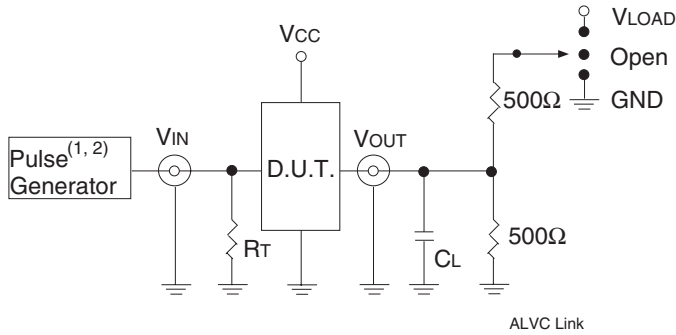 VLOAD
VCC
Open
500Ω
GND
VIN
VOUT
Pulse(1, 2)
Generator
D.U.T.
RT
CL
500Ω
ALVC Link